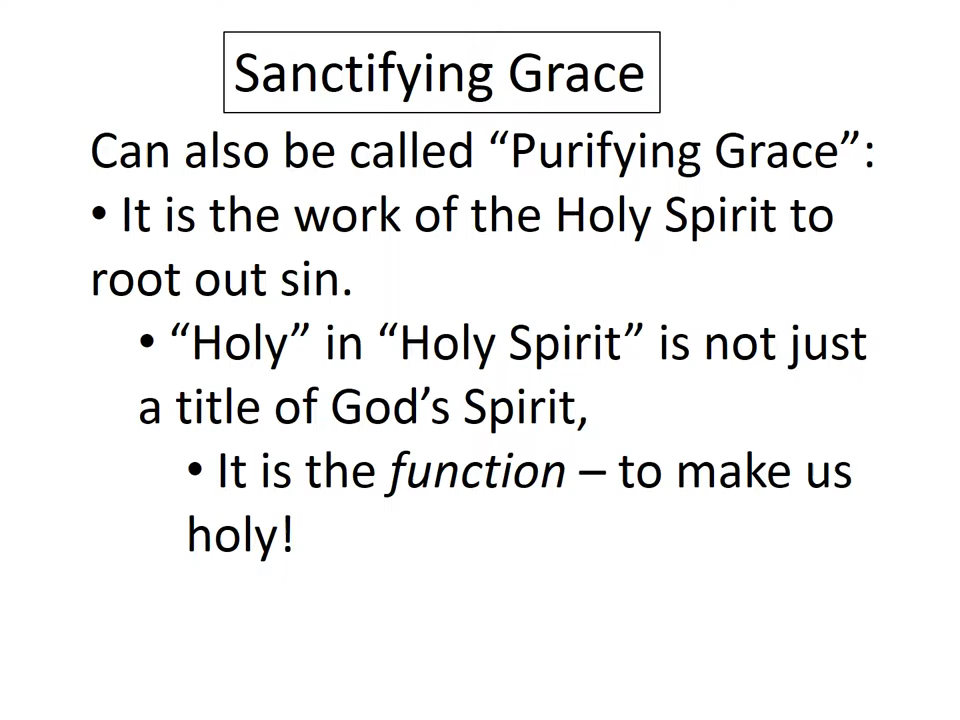 Sanctifying Grace
Can also be called “Purifying Grace”:
• It is the work of the Holy Spirit to
root out sin.
• “Holy” in “Holy Spirit” is not just
a title of God’s Spirit,
• It is the function – to make us
holy!